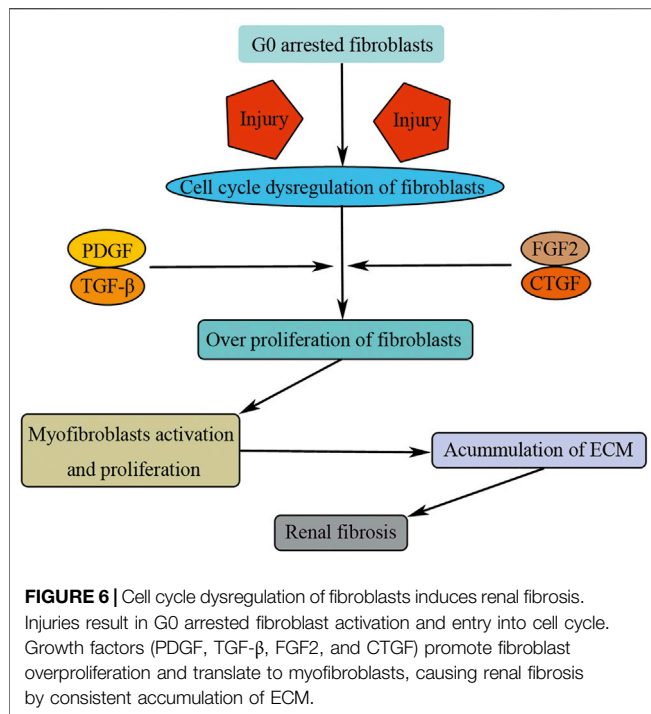 G0 arrested fibroblasts
Injury
Injury
Cell cycle dysregulation of fibroblasts
PDGF
TGF-β
FGF2
CTGF
Over proliferation of fibroblasts
Myofibroblasts activation
and proliferation
Acummulation of ECM
Renal fibrosis
FIGURE 6 | Cell cycle dysregulation of fibroblasts induces renal fibrosis.
Injuries result in G0 arrested fibroblast activation and entry into cell cycle.
Growth factors (PDGF, TGF-β, FGF2, and CTGF) promote fibroblast
overproliferation and translate to myofibroblasts, causing renal fibrosis
by consistent accumulation of ECM.